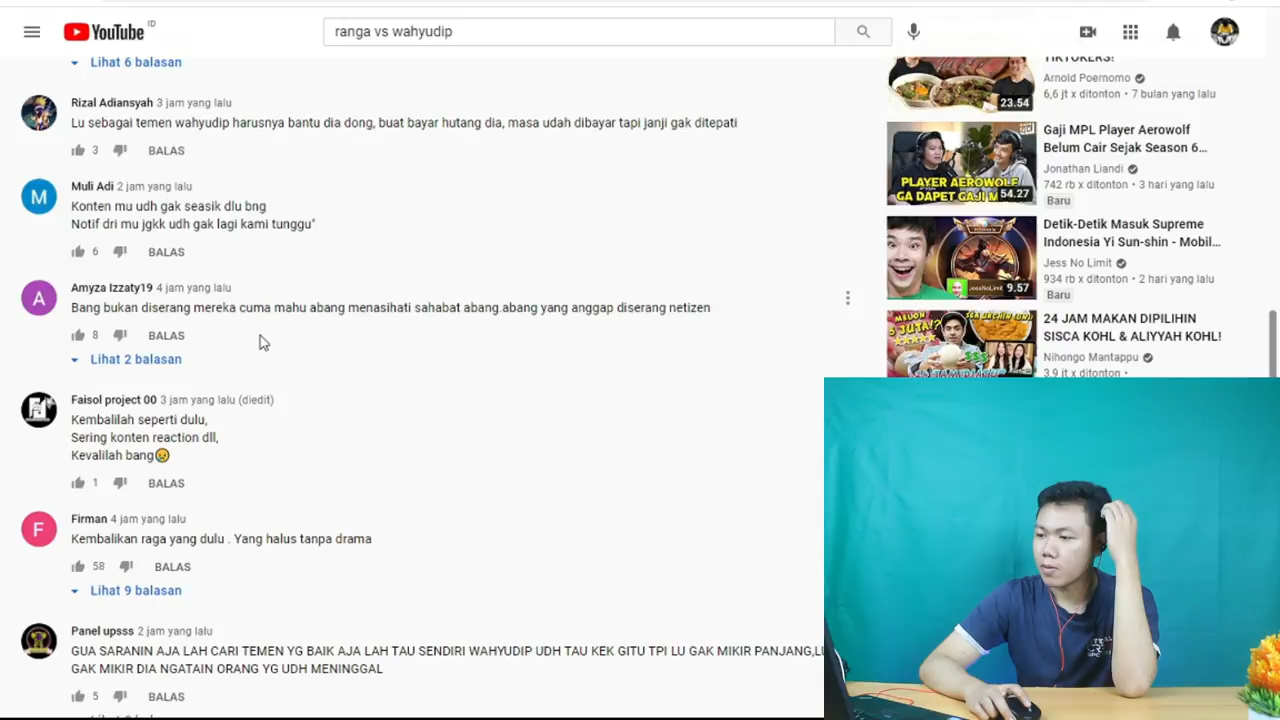 YouTube ID
ranga vs wahyudip
Lihat 6 balasan
Rizal Adiansyah 3 jam yang lalu
Lu sebagai temen wahyudip harusnya bantu dia dong, buat bayar hutang dia, masa udah dibayar tapi janji gak ditepati
3 BALAS
Muli Adi 2 jam yang lalu
Konten mu udh gak seasik dlu bng
Notif dri mu jgkk udh gak lagi kami tunggu"
6 BALAS
Amyza Izzaty19 4 jam yang lalu
Bang bukan diserang mereka cuma mahu abang menasihati sahabat abang.abang yang anggap diserang netizen
8 BALAS
Lihat 2 balasan
Faisol project 00 3 jam yang lalu (diedit)
Kembalilah seperti dulu,
Sering konten reaction dll,
Kevalilah bang😥
1 BALAS
Firman 4 jam yang lalu
Kembalikan raga yang dulu . Yang halus tanpa drama
58 BALAS
Lihat 9 balasan
Panel upsss 2 jam yang lalu
GUA SARANIN AJA LAH CARI TEMEN YG BAIK AJA LAH TAU SENDIRI WAHYUDIP UDH TAU KEK GITU TPI LU GAK MIKIR PANJANG,LU
GAK MIKIR DIA NGATAIN ORANG YG UDH MENINGGAL
5 BALAS
TIKTOKERS!
Arnold Poernomo
6,6 jt x ditonton • 7 bulan yang lalu
23.54
Gaji MPL Player Aerowolf
Belum Cair Sejak Season 6...
Jonathan Liandi
742 rb x ditonton • 3 hari yang lalu
Baru
PLAYER AEROWOLF
GA DAPET GAJI
54.27
Detik-Detik Masuk Supreme
Indonesia Yi Sun-shin - Mobil...
Jess No Limit
934 rb x ditonton • 2 hari yang lalu
Baru
JessNoLimit
9.57
24 JAM MAKAN DIPILIHIN
SISCA KOHL & ALIYYAH KOHL!
Nihongo Mantappu
3,9 jt x ditonton •
MELON
5 JUTA!?